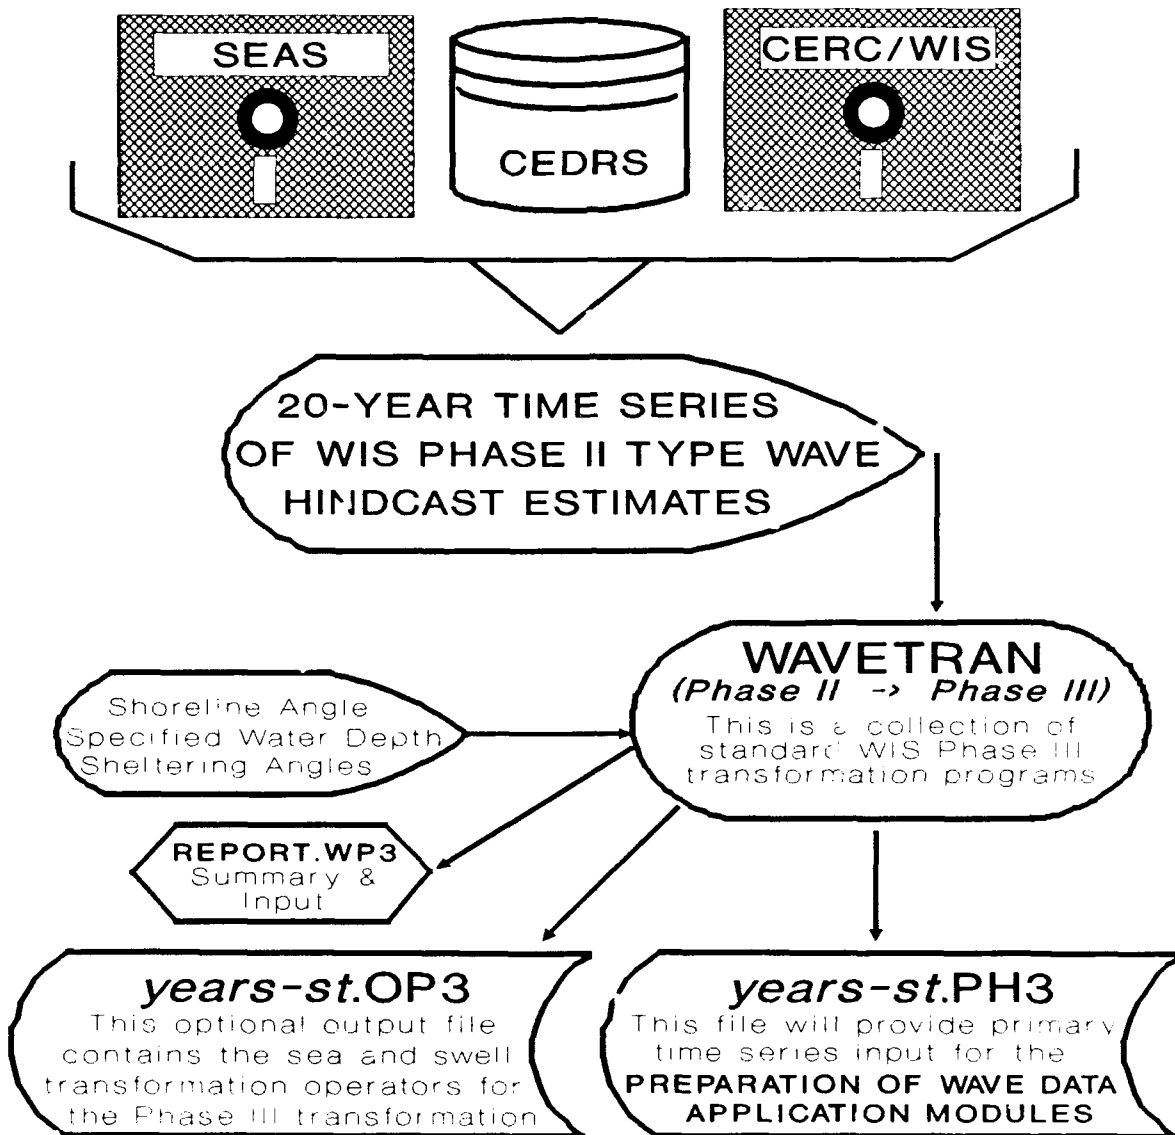 SEAS
CEDRS
CERC/WIS
20-YEAR TIME SERIES
OF WIS PHASE II TYPE WAVE
HINDCAST ESTIMATES
WAVETRAN
(Phase II -> Phase III)
This is a collection of
standard WIS Phase III
transformation programs
Shoreline Angle
Specified Water Depth
Sheltering Angles
REPORT.WP3
Summary &
Input
years-st.OP3
This optional output file
contains the sea and swell
transformation operators for
the Phase III transformation
years-st.PH3
This file will provide primary
time series input for the
PREPARATION OF WAVE DATA
APPLICATION MODULES